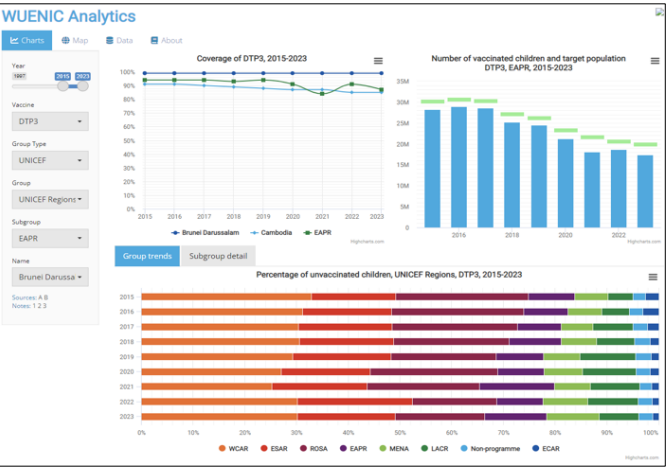 WUENIC Analytics
Charts Map Data About
Year
1997 2015 2023
Vaccine
DTP3
Group Type
UNICEF
Group
UNICEF Regions
Subgroup
EAPR
Name
Brunei Darussa
Sources: A B
Notes: 1 2 3
Coverage of DTP3, 2015-2023
100%
90%
80%
70%
60%
50%
40%
30%
20%
10%
0%
2015 2016 2017 2018 2019 2020 2021 2022 2023
Brunei Darussalam Cambodia EAPR
Highcharts.com
Number of vaccinated children and target population
DTP3, EAPR, 2015-2023
35M
30M
25M
20M
15M
10M
5M
0
2016 2018 2020 2022
Highcharts.com
Group trends Subgroup detail
Percentage of unvaccinated children, UNICEF Regions, DTP3, 2015-2023
2015
2016
2017
2018
2019
2020
2021
2022
2023
0% 10% 20% 30% 40% 50% 60% 70% 80% 90% 100%
WCAR ESAR ROSA EAPR MENA LACR Non-programme ECAR
Highcharts.com